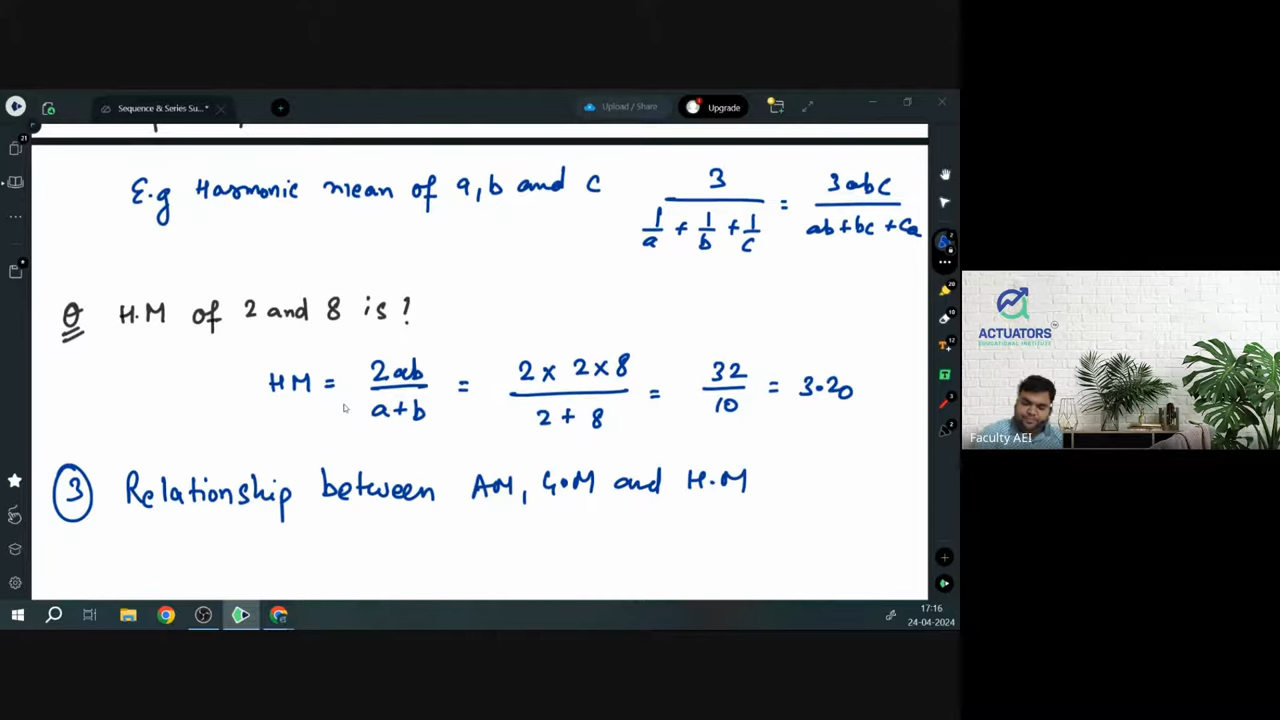 Sequence & Series Su...*
Upload / Share
Upgrade
E.g Harmonic mean of a, b and c 3 / (1/a + 1/b + 1/c) = 3abc / (ab+bc+ca)
Q H.M of 2 and 8 is?
HM = 2ab / (a+b) = 2 x 2x8 / (2 + 8) = 32 / 10 = 3.20
3 Relationship between AM, G.M and H.M
ACTUATORS
EDUCATIONAL INSTITUTE
Faculty AEI
17:16
24-04-2024